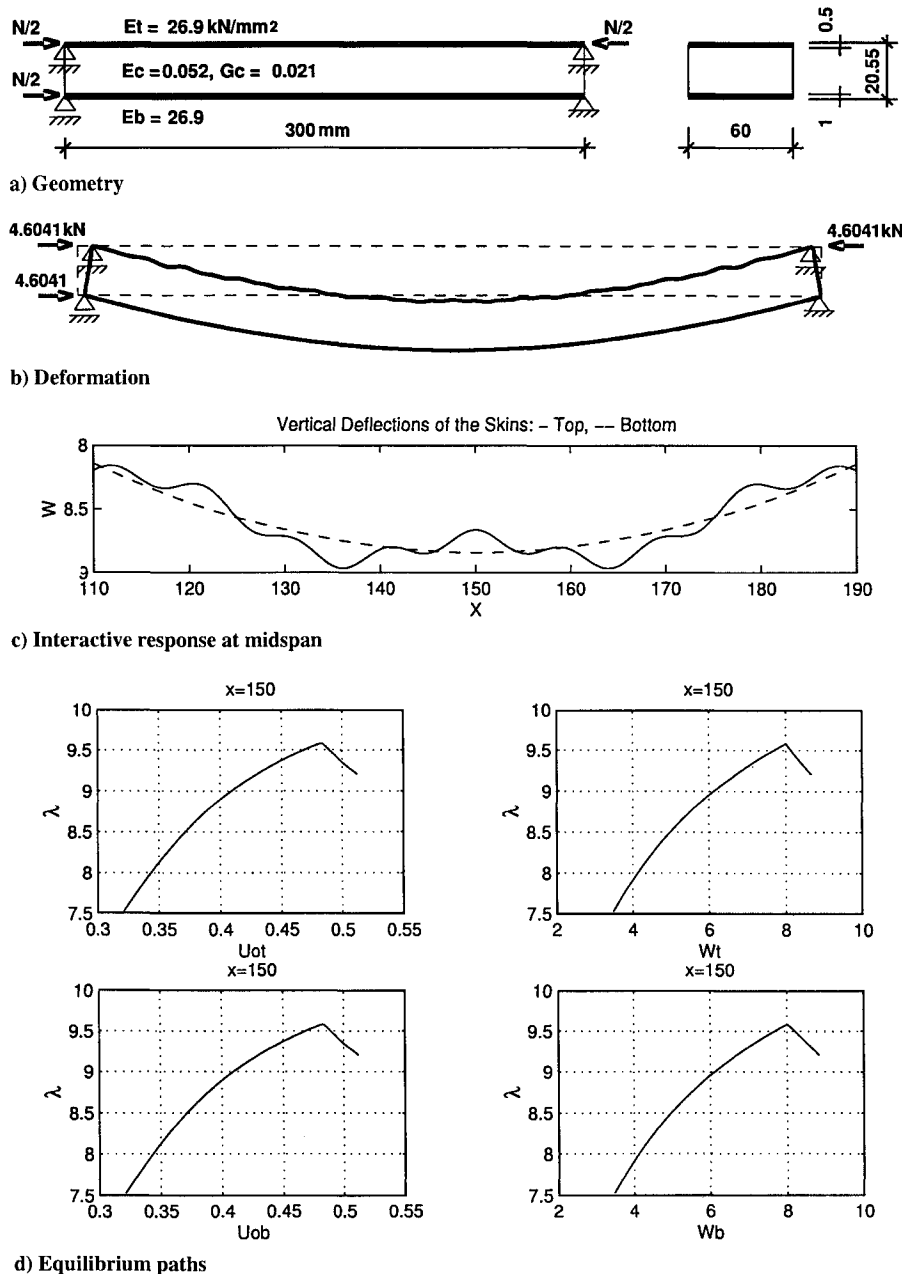 N/2 Et = 26.9 kN/mm2 N/2
N/2 Ec =0.052, Gc = 0.021
Eb = 26.9
300 mm
60
0.5
20.55
1
a) Geometry
4.6041 kN 4.6041 kN
4.6041
b) Deformation
Vertical Deflections of the Skins: - Top, -- Bottom
8
8.5
9
W
110 120 130 140 150 160 170 180 190
X
c) Interactive response at midspan
x=150
10
9.5
9
8.5
8
7.5
λ
0.3 0.35 0.4 0.45 0.5 0.55
Uot
x=150
10
9.5
9
8.5
8
7.5
λ
2 4 6 8 10
Wt
x=150
10
9.5
9
8.5
8
7.5
λ
0.3 0.35 0.4 0.45 0.5 0.55
Uob
x=150
10
9.5
9
8.5
8
7.5
λ
2 4 6 8 10
Wb
d) Equilibrium paths